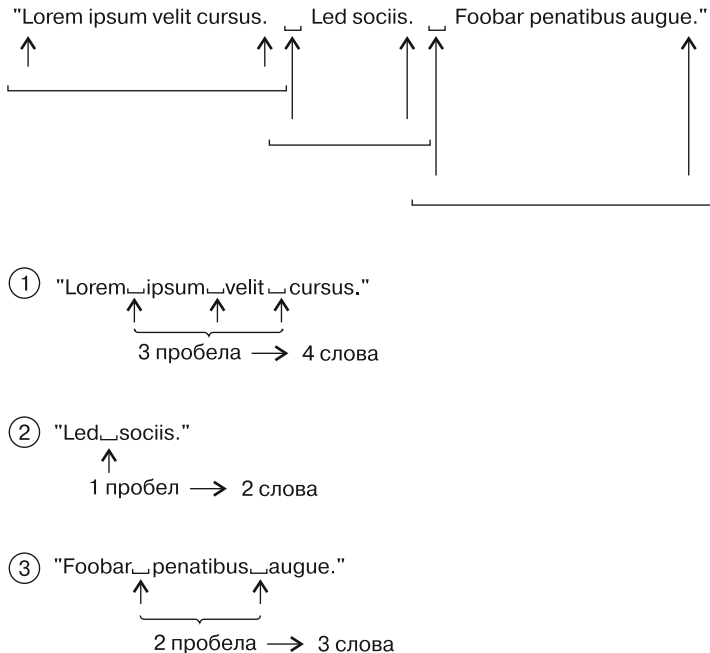 "Lorem ipsum velit cursus. ␣ Led sociis. ␣ Foobar penatibus augue."
① "Lorem␣ipsum␣velit␣cursus."
3 пробела → 4 слова
② "Led␣sociis."
1 пробел → 2 слова
③ "Foobar␣penatibus␣augue."
2 пробела → 3 слова